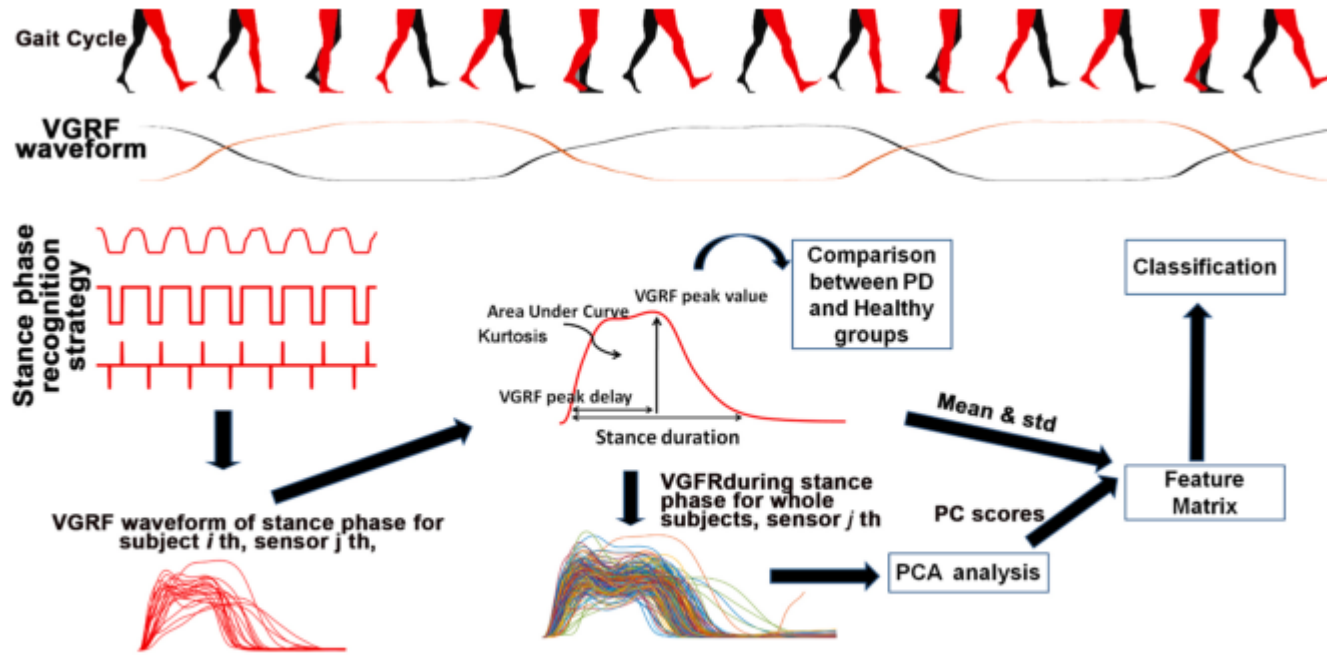 Gait Cycle
VGRF
waveform
Stance phase
recognition
strategy
VGRF peak value
Area Under Curve
Kurtosis
VGRF peak delay
Stance duration
Comparison
between PD
and Healthy
groups
Classification
Mean & std
Feature
Matrix
VGRF waveform of stance phase for
subject i th, sensor j th,
VGFRduring stance
phase for whole
subjects, sensor j th
PC scores
PCA analysis